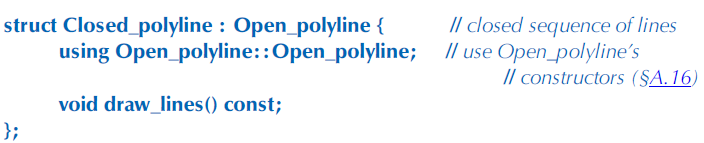 struct Closed_polyline : Open_polyline { // closed sequence of lines
using Open_polyline::Open_polyline; // use Open_polyline's
// constructors (§A.16)
void draw_lines() const;
};